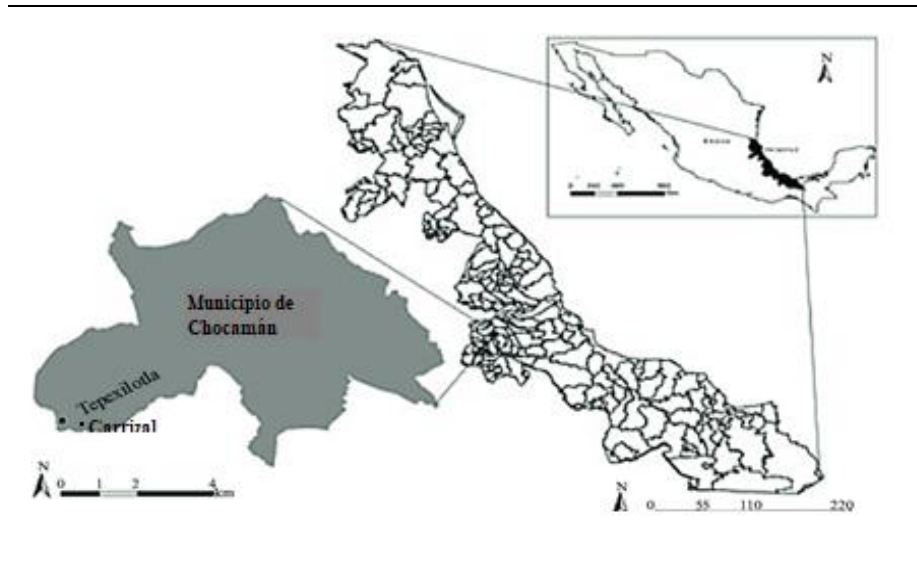 N
Municipio de
Chocamán
Tepexilotla
Carrizal
N
0 1 2 4
km
N
0 55 110 220